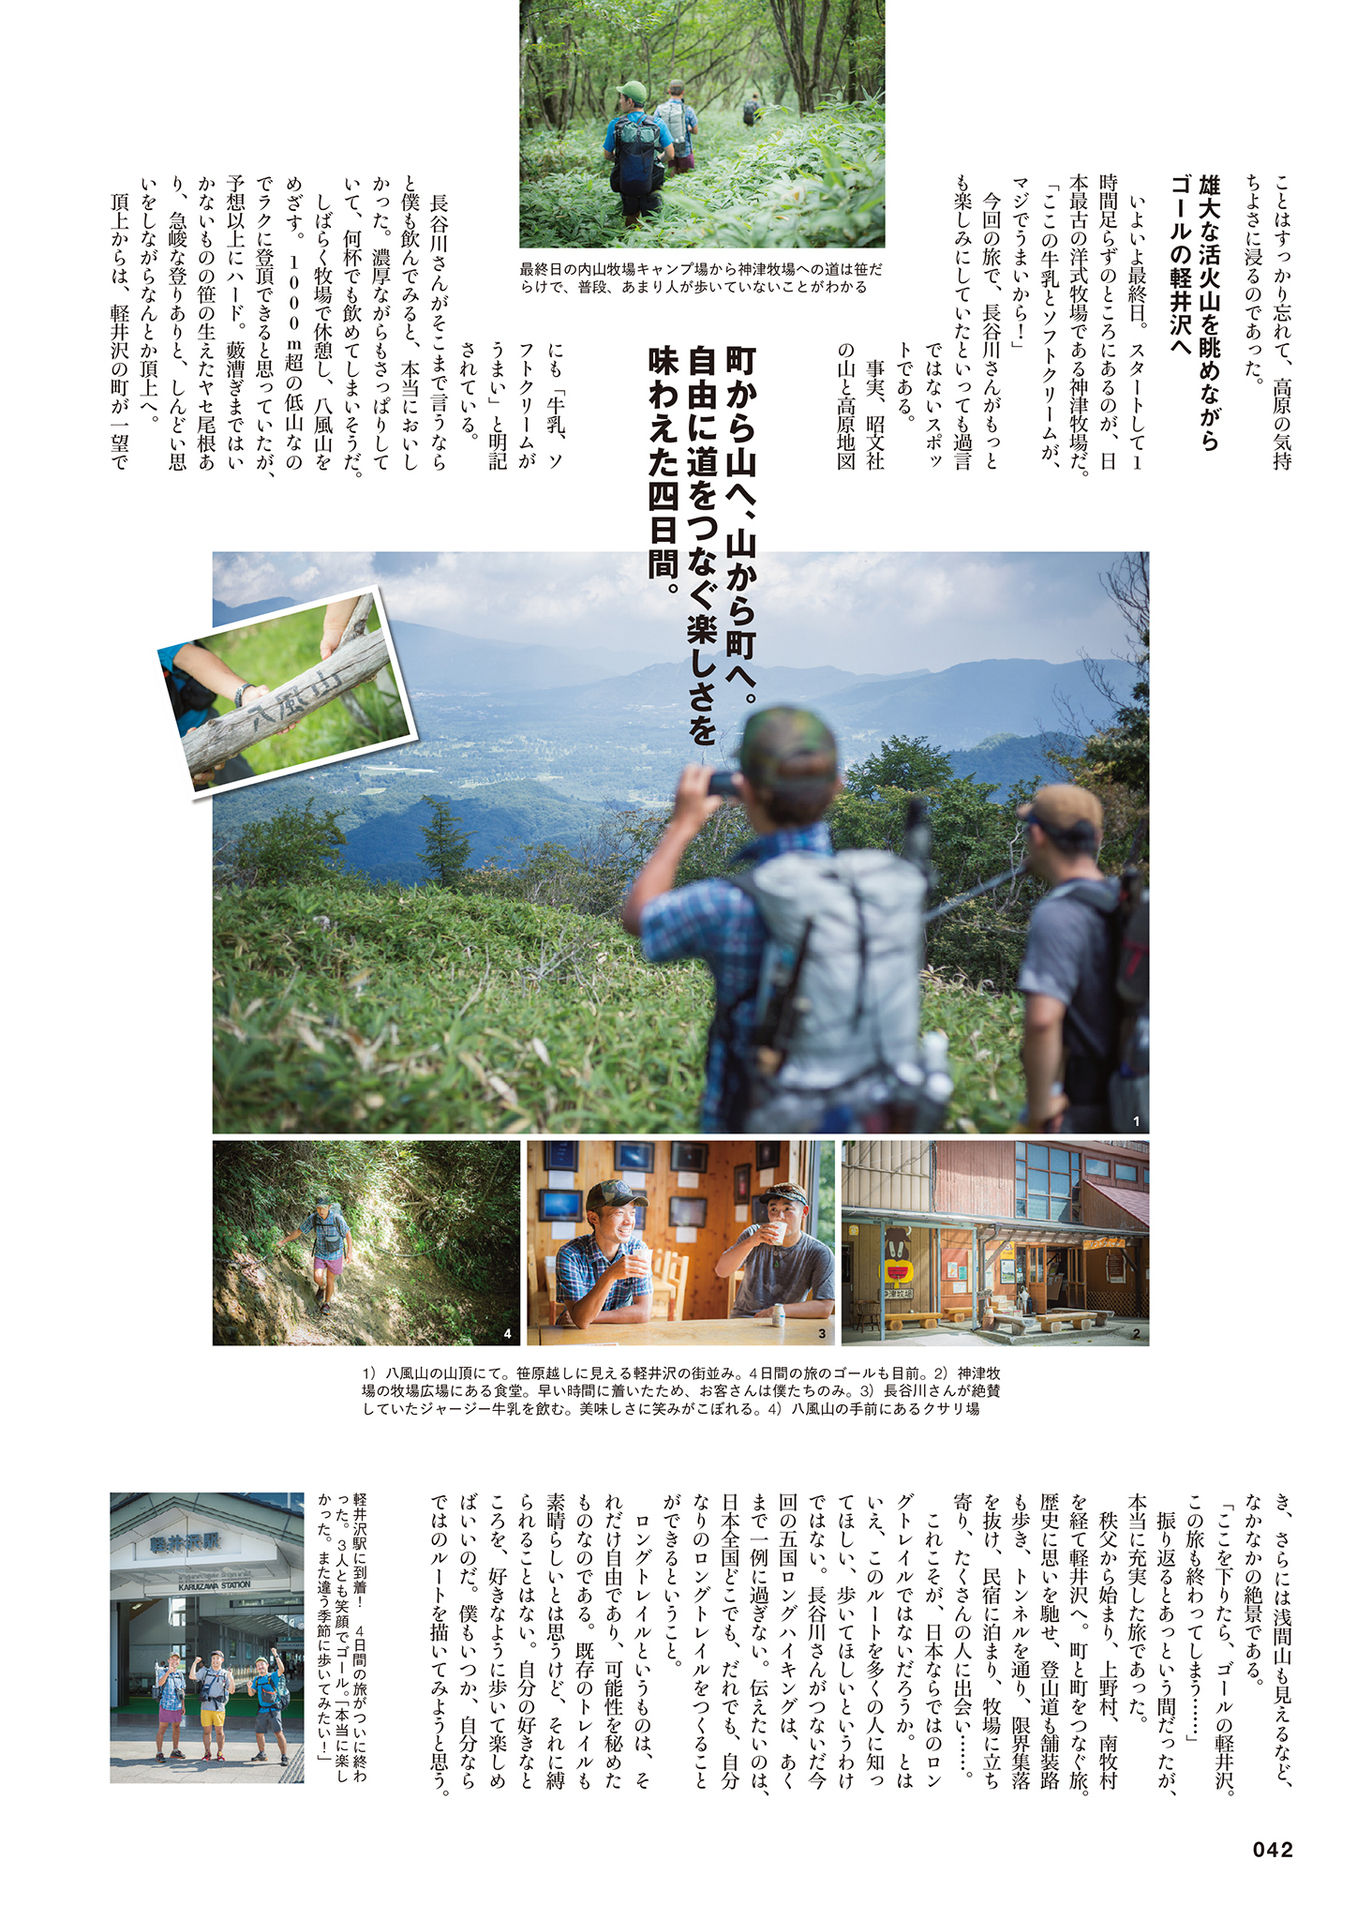 ことはすっかり忘れて、高原の気持
ちよさに浸るのであった。
雄大な活火山を眺めながら
ゴールの軽井沢へ
いよいよ最終日。スタートして1
時間足らずのところにあるのが、日
本最古の洋式牧場である神津牧場だ。
「ここの牛乳とソフトクリームが、
マジでうまいから！」
今回の旅で、長谷川さんがもっと
も楽しみにしていたといっても過言
ではないスポッ
トである。
事実、昭文社
の山と高原地図
最終日の内山牧場キャンプ場から神津牧場への道は笹だ
らけで、普段、あまり人が歩いていないことがわかる
町から山へ、山から町へ。
自由に道をつなぐ楽しさを
味わえた四日間。
にも「牛乳、ソ
フトクリームが
うまい」と明記
されている。
長谷川さんがそこまで言うなら
と僕も飲んでみると、本当においし
かった。濃厚ながらもさっぱりして
いて、何杯でも飲めてしまいそうだ。
しばらく牧場で休憩し、八風山を
めざす。1000m超の低山なの
でラクに登頂できると思っていたが、
予想以上にハード。藪漕ぎまではい
かないものの笹の生えたヤセ尾根あ
り、急峻な登りありと、しんどい思
いをしながらなんとか頂上へ。
頂上からは、軽井沢の町が一望で
八風山
1
4
3
神津牧場
2
1）八風山の山頂にて。笹原越しに見える軽井沢の街並み。4日間の旅のゴールも目前。2）神津牧
場の牧場広場にある食堂。早い時間に着いたため、お客さんは僕たちのみ。3）長谷川さんが絶賛
していたジャージー牛乳を飲む。美味しさに笑みがこぼれる。4）八風山の手前にあるクサリ場
き、さらには浅間山も見えるなど、
なかなかの絶景である。
「ここを下りたら、ゴールの軽井沢。
この旅も終わってしまう……」
振り返るとあっという間だったが、
本当に充実した旅であった。
秩父から始まり、上野村、南牧村
を経て軽井沢へ。町と町をつなぐ旅。
歴史に思いを馳せ、登山道も舗装路
も歩き、トンネルを通り、限界集落
を抜け、民宿に泊まり、牧場に立ち
寄り、たくさんの人に出会い……。
これこそが、日本ならではのロン
グトレイルではないだろうか。とは
いえ、このルートを多くの人に知っ
てほしい、歩いてほしいというわけ
ではない。長谷川さんがつないだ今
回の五国ロングハイキングは、あく
まで一例に過ぎない。伝えたいのは、
日本全国どこでも、だれでも、自分
なりのロングトレイルをつくること
ができるということ。
ロングトレイルというものは、そ
れだけ自由であり、可能性を秘めた
ものなのである。既存のトレイルも
素晴らしいとは思うけど、それに縛
られることはない。自分の好きなと
ころを、好きなように歩いて楽しめ
ばいいのだ。僕もいつか、自分なら
ではのルートを描いてみようと思う。
軽井沢駅に到着！　4日間の旅がついに終わ
った。3人とも笑顔でゴール。「本当に楽し
かった。また違う季節に歩いてみたい！」
軽井沢駅
KARUIZAWA STATION
042